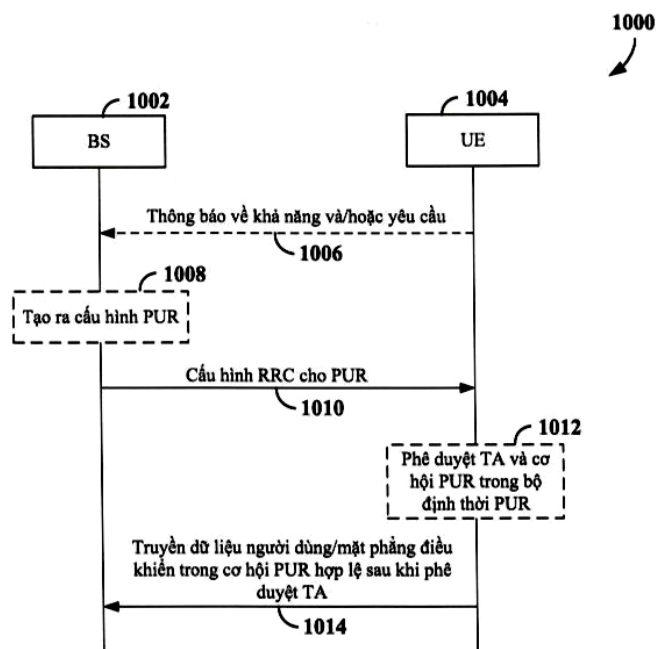 1000
1002
1004
BS
UE
Thông báo về khả năng và/hoặc yêu cầu
1006
1008
Tạo ra cấu hình PUR
Cấu hình RRC cho PUR
1010
1012
Phê duyệt TA và cơ
hội PUR trong bộ
định thời PUR
Truyền dữ liệu người dùng/mặt phẳng điều
khiển trong cơ hội PUR hợp lệ sau khi phê
duyệt TA
1014